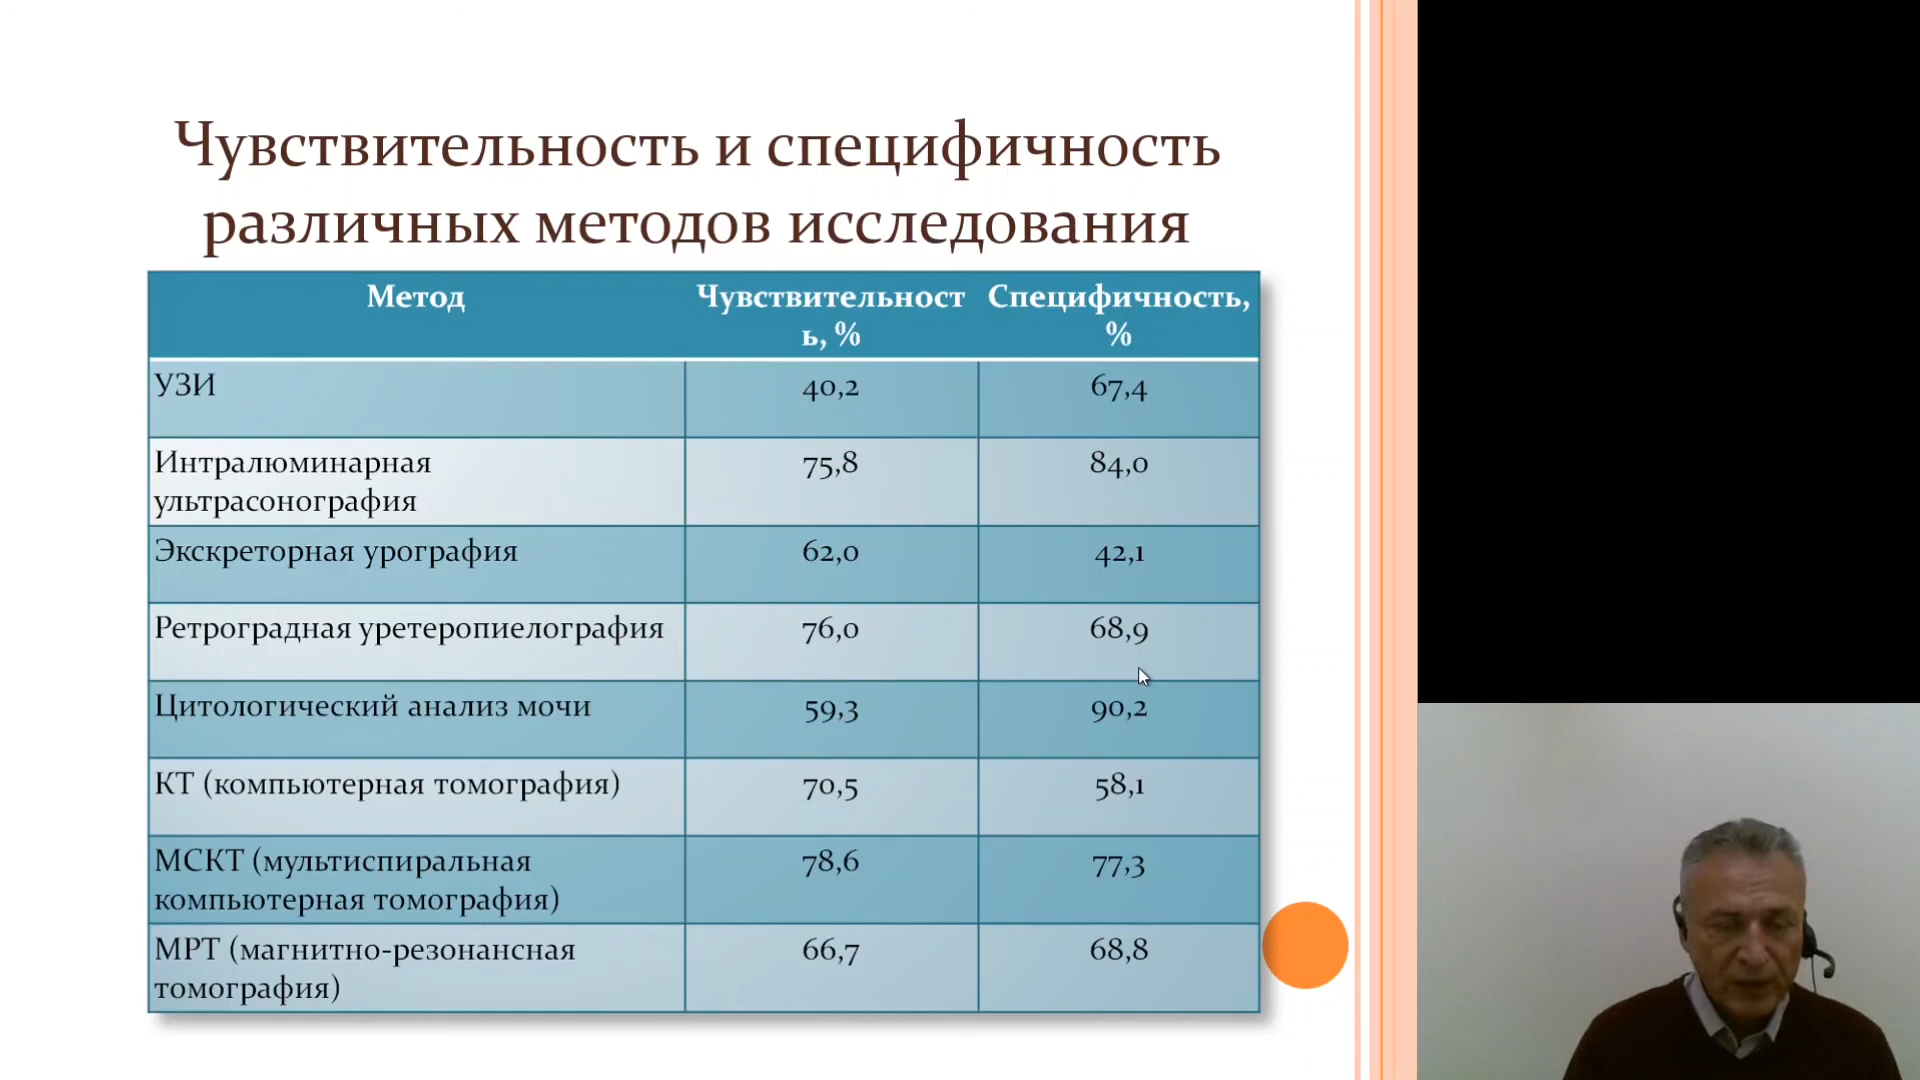 Чувствительность и специфичность
различных методов исследования
Метод
Чувствительност
ь, %
Специфичность,
%
УЗИ
40,2
67,4
Интралюминарная
ультрасонография
75,8
84,0
Экскреторная урография
62,0
42,1
Ретроградная уретеропиелография
76,0
68,9
Цитологический анализ мочи
59,3
90,2
КТ (компьютерная томография)
70,5
58,1
МСКТ (мультиспиральная
компьютерная томография)
78,6
77,3
МРТ (магнитно-резонансная
томография)
66,7
68,8